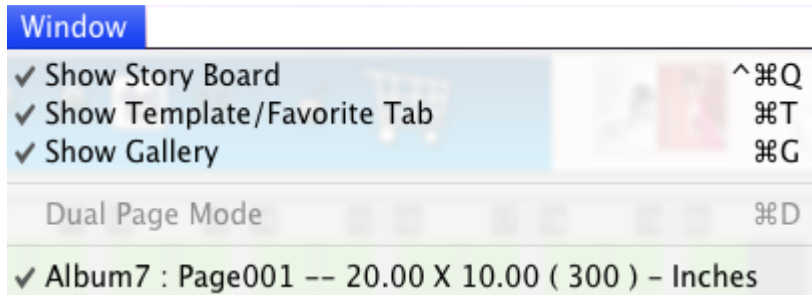 Window
✓ Show Story Board ^⌘Q
✓ Show Template/Favorite Tab ⌘T
✓ Show Gallery ⌘G
Dual Page Mode ⌘D
✓ Album7 : Page001 -- 20.00 X 10.00 ( 300 ) - Inches